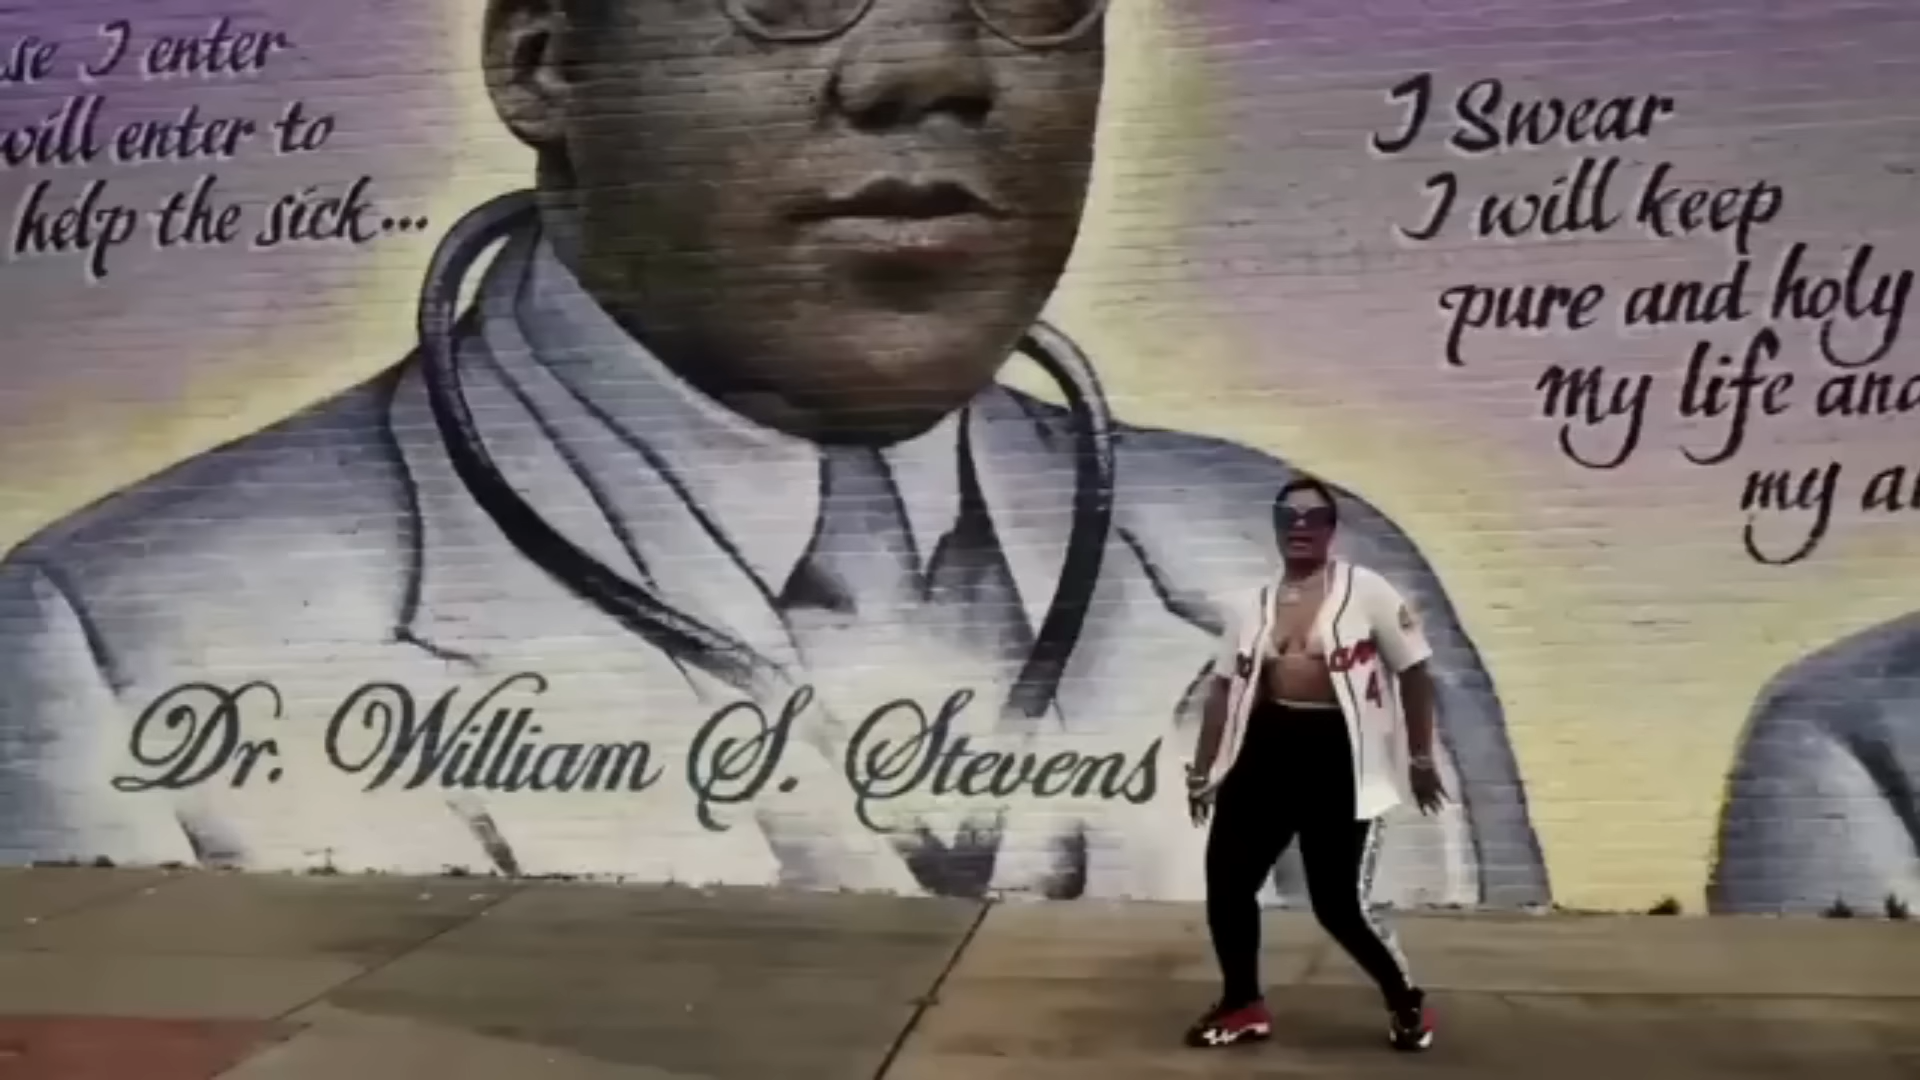 se I enter
will enter to
help the sick...
I Swear
I will keep
pure and holy
my life and
my
Dr. William S. Stevens
4